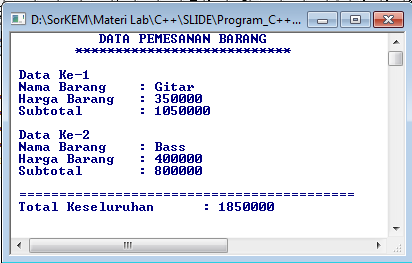 D:\SorKEM\Materi Lab\C++\SLIDE\Program_C++...
DATA PEMESANAN BARANG
***************************
Data Ke-1
Nama Barang : Gitar
Harga Barang : 350000
Subtotal : 1050000
Data Ke-2
Nama Barang : Bass
Harga Barang : 400000
Subtotal : 800000
==========================================
Total Keseluruhan : 1850000